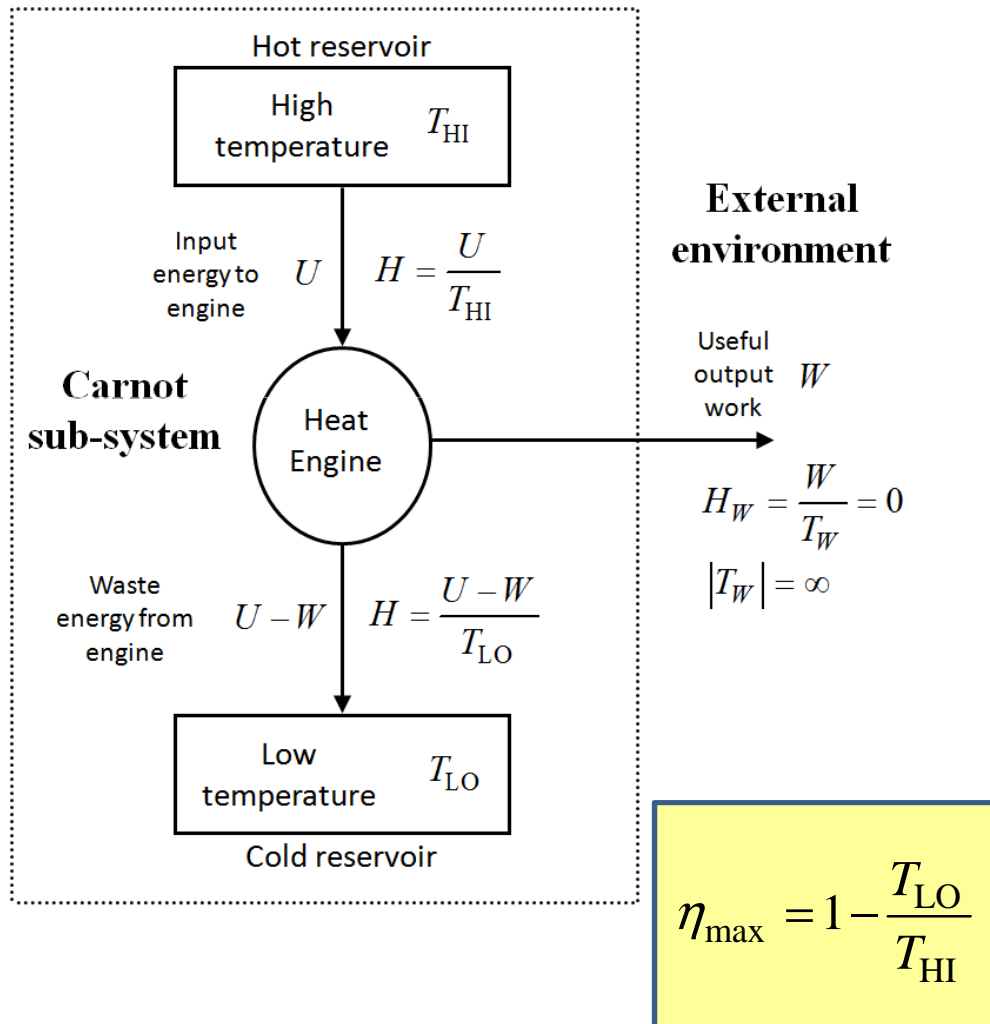 Hot reservoir
High
temperature T_HI
Input
energy to
engine
U
H = U / T_HI
External
environment
Carnot
sub-system
Heat
Engine
Useful
output
work
W
H_W = W / T_W = 0
|T_W| = ∞
Waste
energy from
engine
U – W
H = U – W / T_LO
Low
temperature T_LO
Cold reservoir
η_max = 1 – T_LO / T_HI